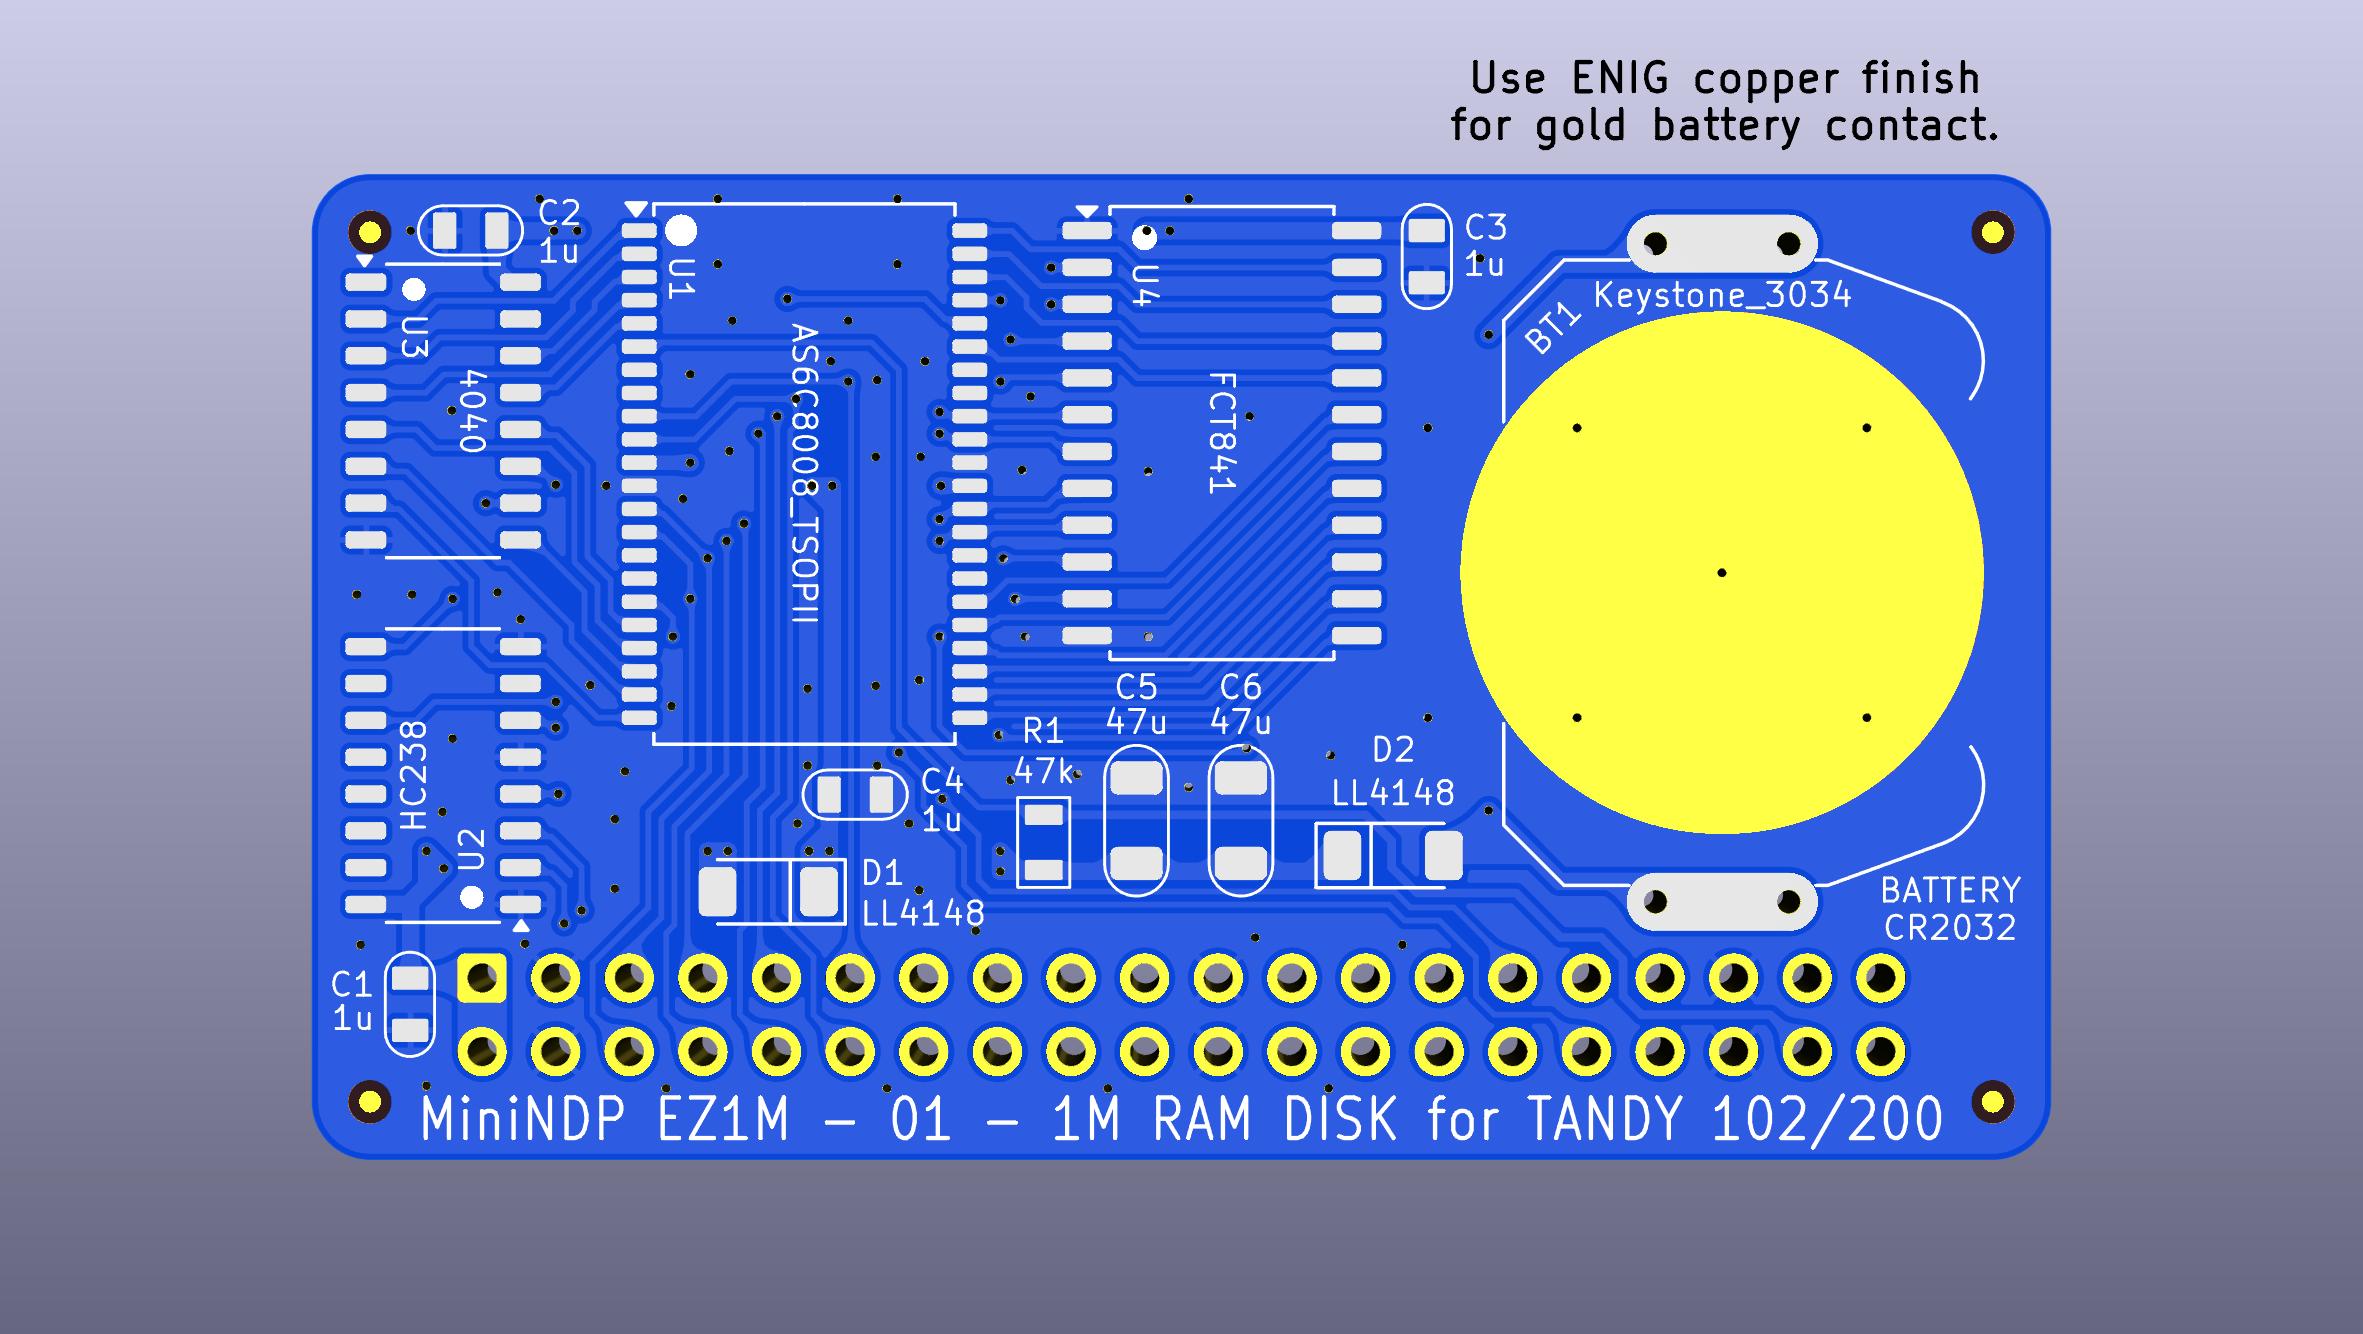 Use ENIG copper finish
for gold battery contact.
C2
1u
U3
4040
U1
AS6C8008_TSOPII
U4
FCT841
C3
1u
Keystone_3034
BT1
HC238
U2
C4
1u
R1
47k
C5
47u
C6
47u
D2
LL4148
D1
LL4148
BATTERY
CR2032
C1
1u
MiniNDP EZ1M - 01 - 1M RAM DISK for TANDY 102/200